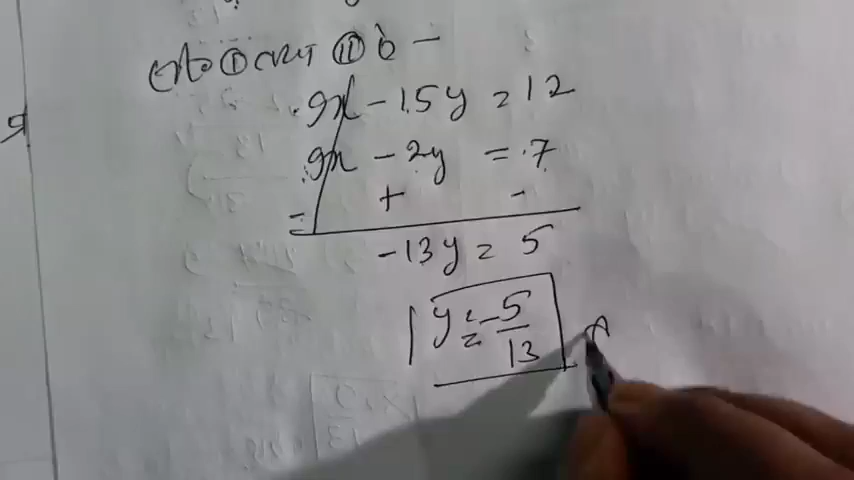 9x - 15y = 12
9x - 2y = 7
- + -
-13y = 5
y = -5/13